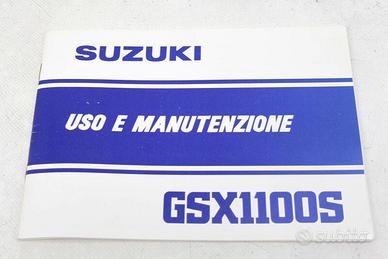 SUZUKI
USO E MANUTENZIONE
GSX1100S
subito